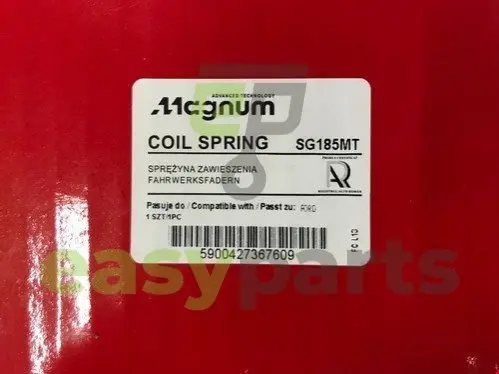 ADVANCED TECHNOLOGY
Magnum
COIL SPRING SG185MT
SPRĘŻYNA ZAWIESZENIA
FAHRWERKSFADERN
Pasuje do / Compatible with / Passt zu: FORD
1 SZT/1PC
5900427367609
easyparts